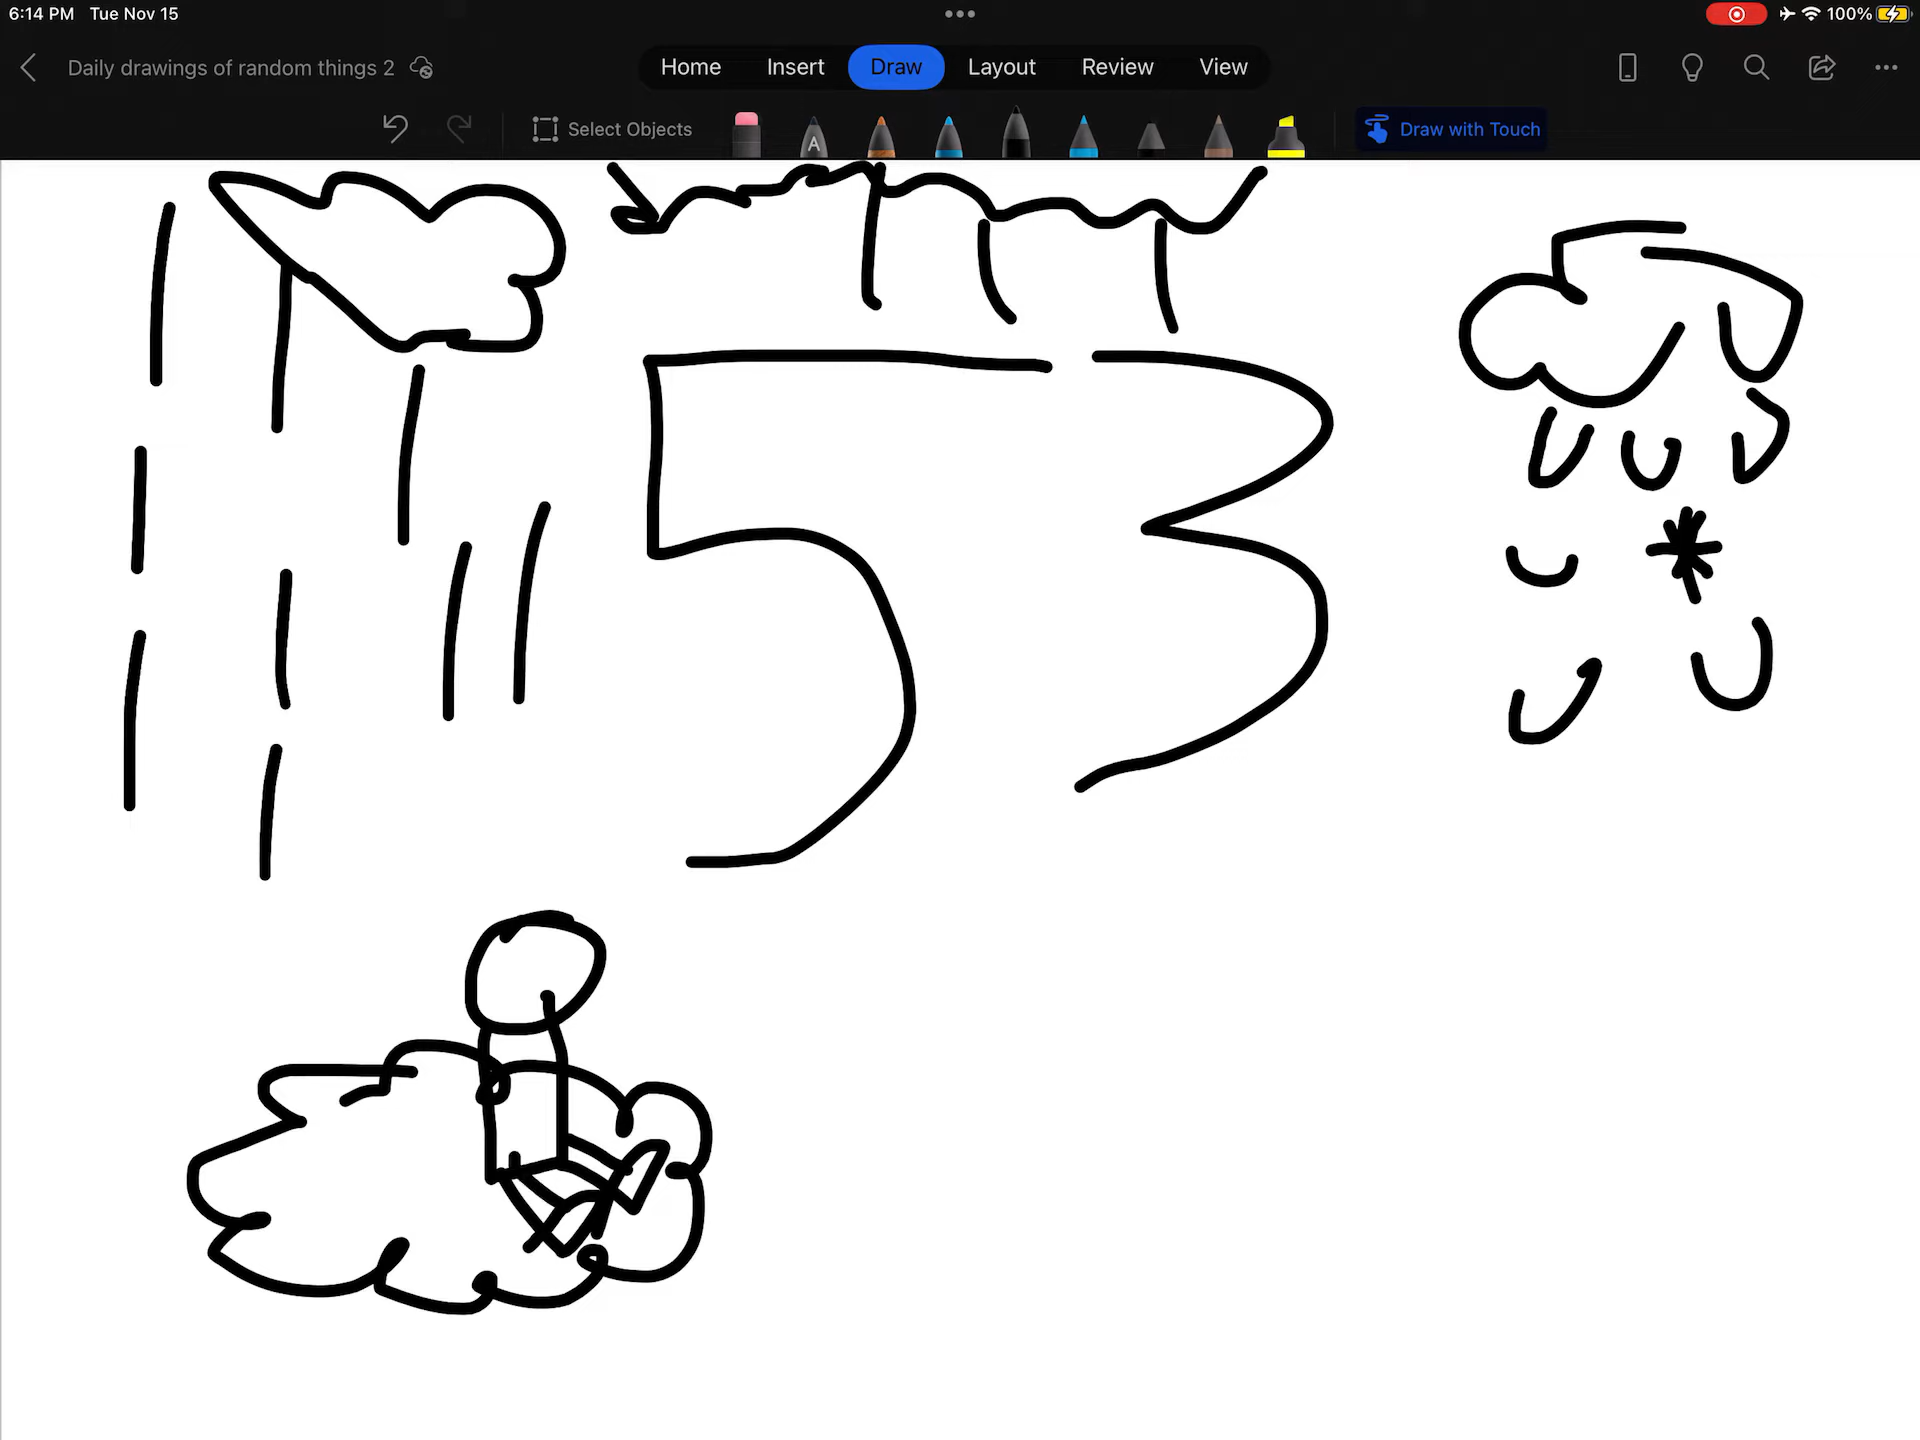 6:14 PM Tue Nov 15 100%
Daily drawings of random things 2 Home Insert Draw Layout Review View
Select Objects A Draw with Touch
53